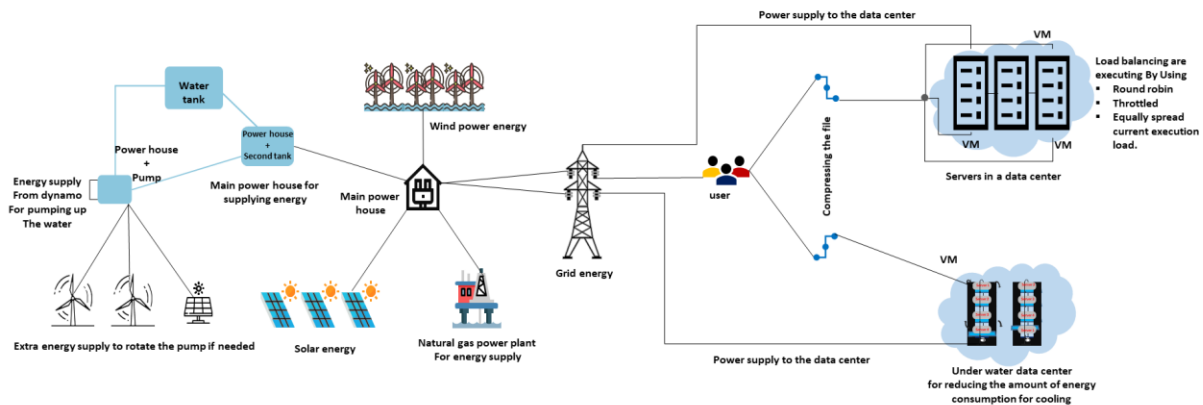 Power supply to the data center
VM
Load balancing are
executing By Using
▪ Round robin
▪ Throttled
▪ Equally spread
current execution
load.
VM
VM
Servers in a data center
Water
tank
Power house
+
Second tank
Power house
+
Pump
Energy supply
From dynamo
For pumping up
The water
Main power house for
supplying energy
Extra energy supply to rotate the pump if needed
Wind power energy
Main power
house
Solar energy
Natural gas power plant
For energy supply
Grid energy
user
Compressing the file
VM
Power supply to the data center
Under water data center
for reducing the amount of energy
consumption for cooling